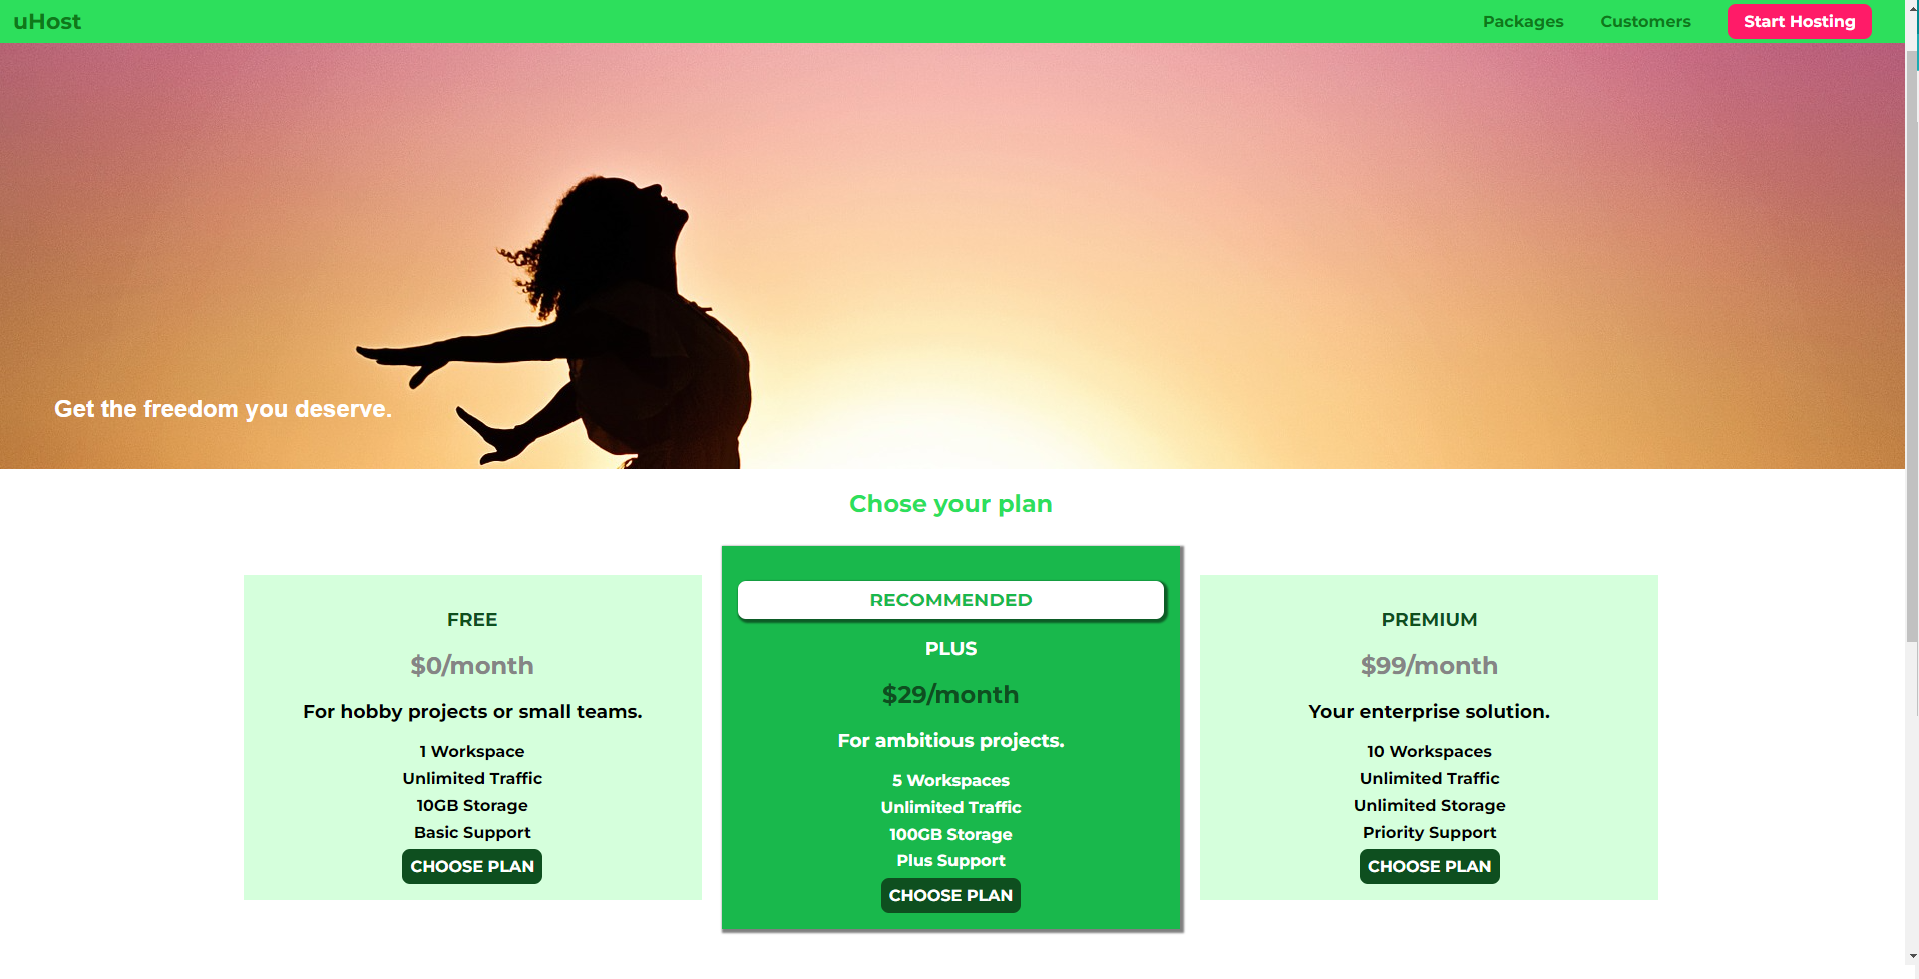 uHost
Packages
Customers
Start Hosting
Get the freedom you deserve.
Chose your plan
FREE
$0/month
For hobby projects or small teams.
1 Workspace
Unlimited Traffic
10GB Storage
Basic Support
CHOOSE PLAN
RECOMMENDED
PLUS
$29/month
For ambitious projects.
5 Workspaces
Unlimited Traffic
100GB Storage
Plus Support
CHOOSE PLAN
PREMIUM
$99/month
Your enterprise solution.
10 Workspaces
Unlimited Traffic
Unlimited Storage
Priority Support
CHOOSE PLAN